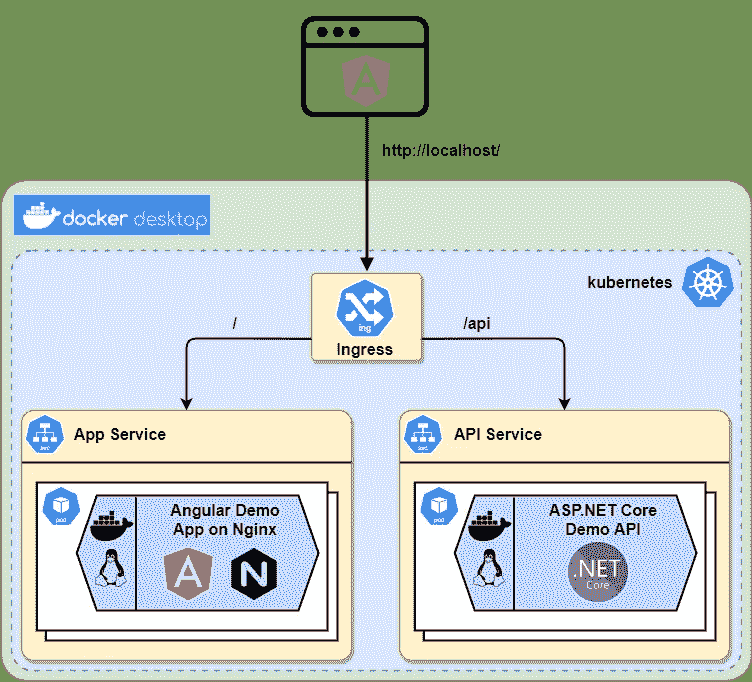 http://localhost/
docker desktop
kubernetes
ing
Ingress
/
/api
App Service
API Service
svc
svc
pod
Angular Demo
App on Nginx
A
N
pod
ASP.NET Core
Demo API
.NET
Core